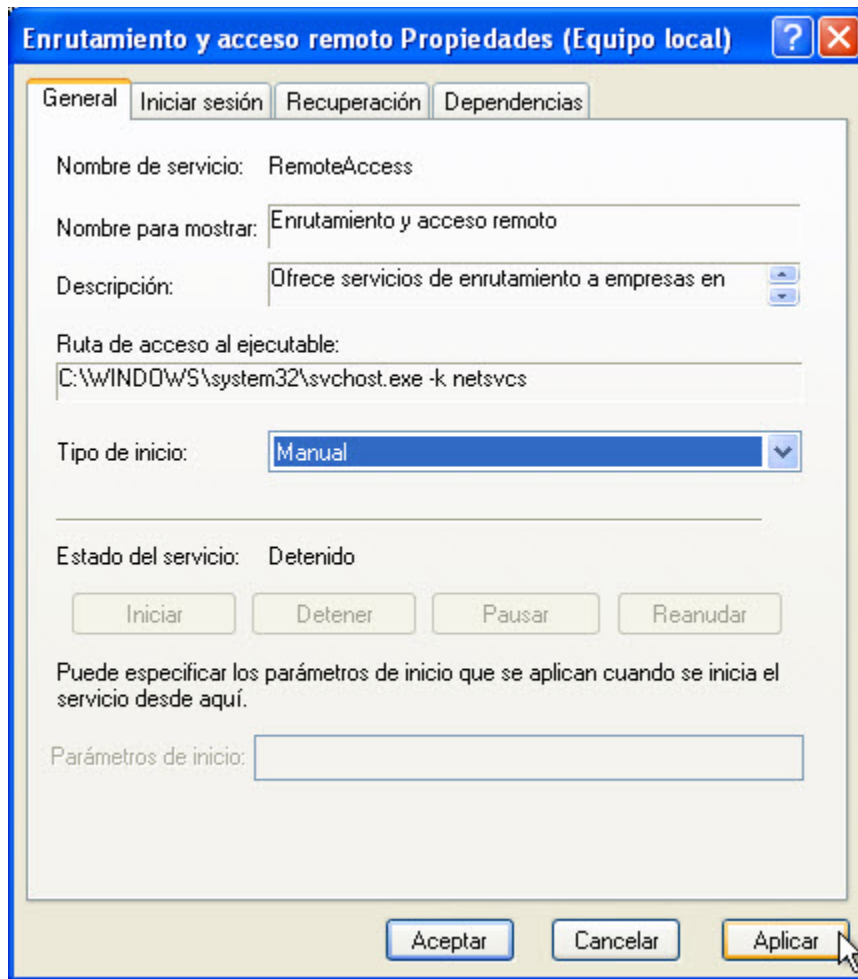 Enrutamiento y acceso remoto Propiedades (Equipo local)
General Iniciar sesión Recuperación Dependencias
Nombre de servicio: RemoteAccess
Nombre para mostrar: Enrutamiento y acceso remoto
Descripción: Ofrece servicios de enrutamiento a empresas en
Ruta de acceso al ejecutable:
C:\WINDOWS\system32\svchost.exe -k netsvcs
Tipo de inicio: Manual
Estado del servicio: Detenido
Iniciar Detener Pausar Reanudar
Puede especificar los parámetros de inicio que se aplican cuando se inicia el
servicio desde aquí.
Parámetros de inicio:
Aceptar Cancelar Aplicar